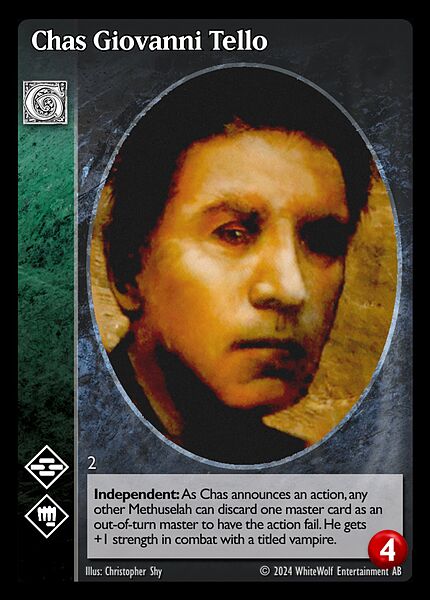 Chas Giovanni Tello
G
2
Independent: As Chas announces an action, any
other Methuselah can discard one master card as an
out-of-turn master to have the action fail. He gets
+1 strength in combat with a titled vampire.
4
Illus: Christopher Shy
© 2024 WhiteWolf Entertainment AB